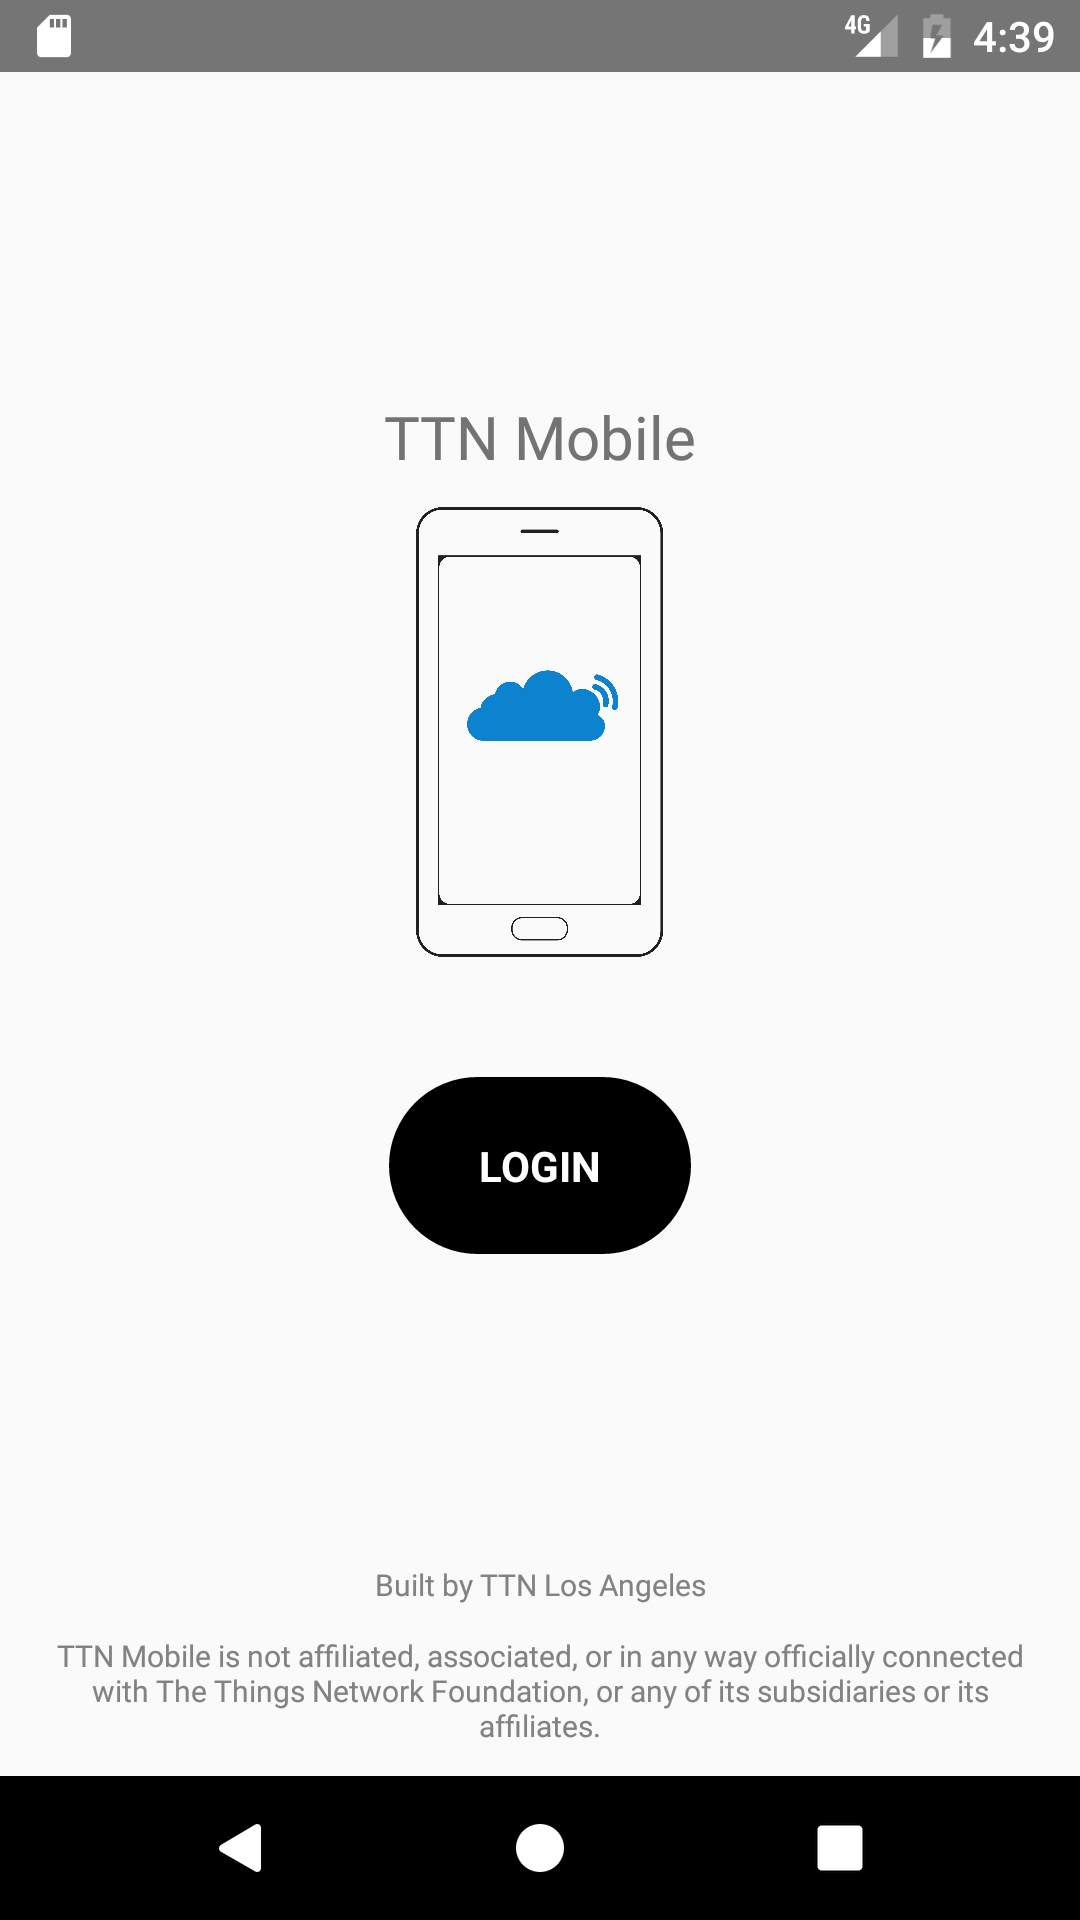 4G 4:39
TTN Mobile
LOGIN
Built by TTN Los Angeles
TTN Mobile is not affiliated, associated, or in any way officially connected
with The Things Network Foundation, or any of its subsidiaries or its
affiliates.